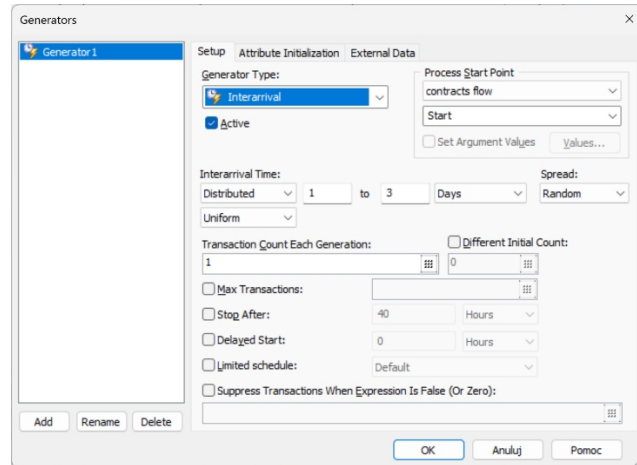 Generators
Generator1
Setup Attribute Initialization External Data
Generator Type:
Interarrival
Active
Process Start Point
contracts flow
Start
Set Argument Values Values...
Interarrival Time: Spread:
Distributed 1 to 3 Days Random
Uniform
Transaction Count Each Generation: Different Initial Count:
1 0
Max Transactions:
Stop After: 40 Hours
Delayed Start: 0 Hours
Limited schedule: Default
Suppress Transactions When Expression Is False (Or Zero):
Add Rename Delete
OK Anuluj Pomoc